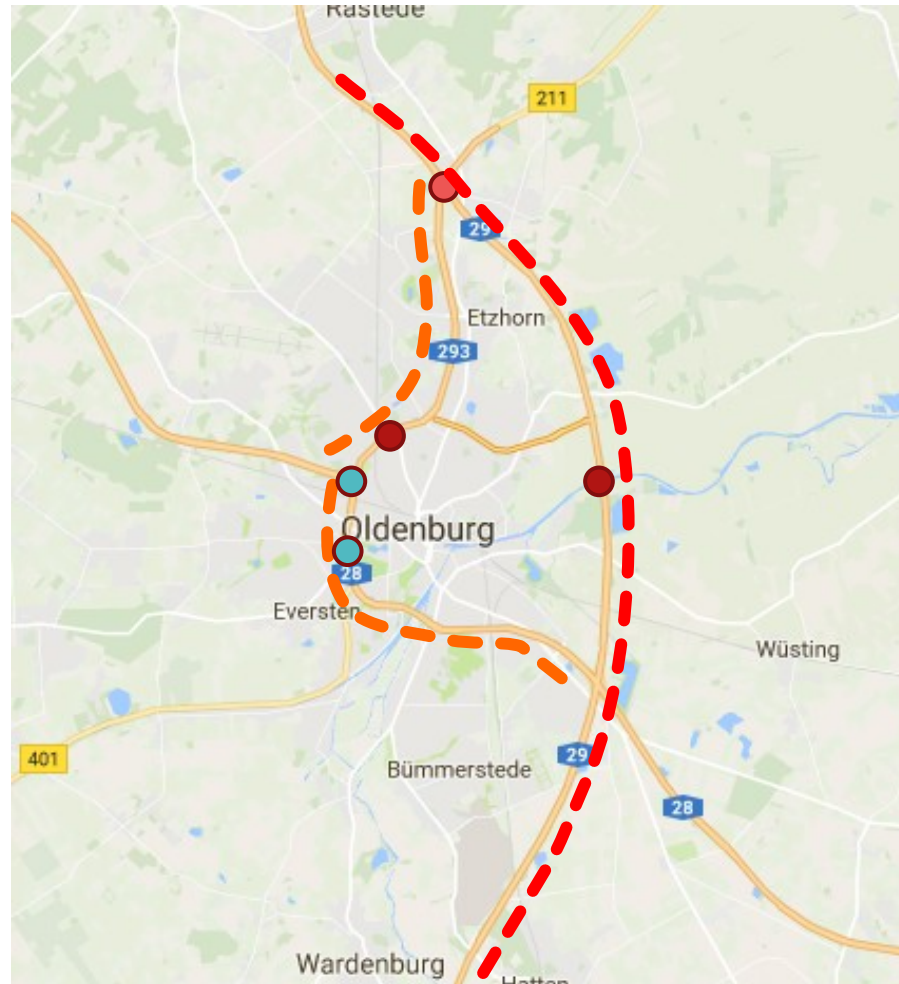 Rastede
211
29
Etzhorn
293
Oldenburg
28
Eversten
Wüsting
401
29
Bümmerstede
28
Wardenburg
Hatten